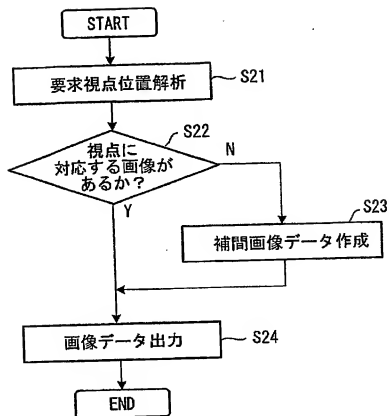 START
要求視点位置解析
S21
S22
視点に
対応する画像が
あるか?
N
Y
S23
補間画像データ作成
画像データ出力
S24
END